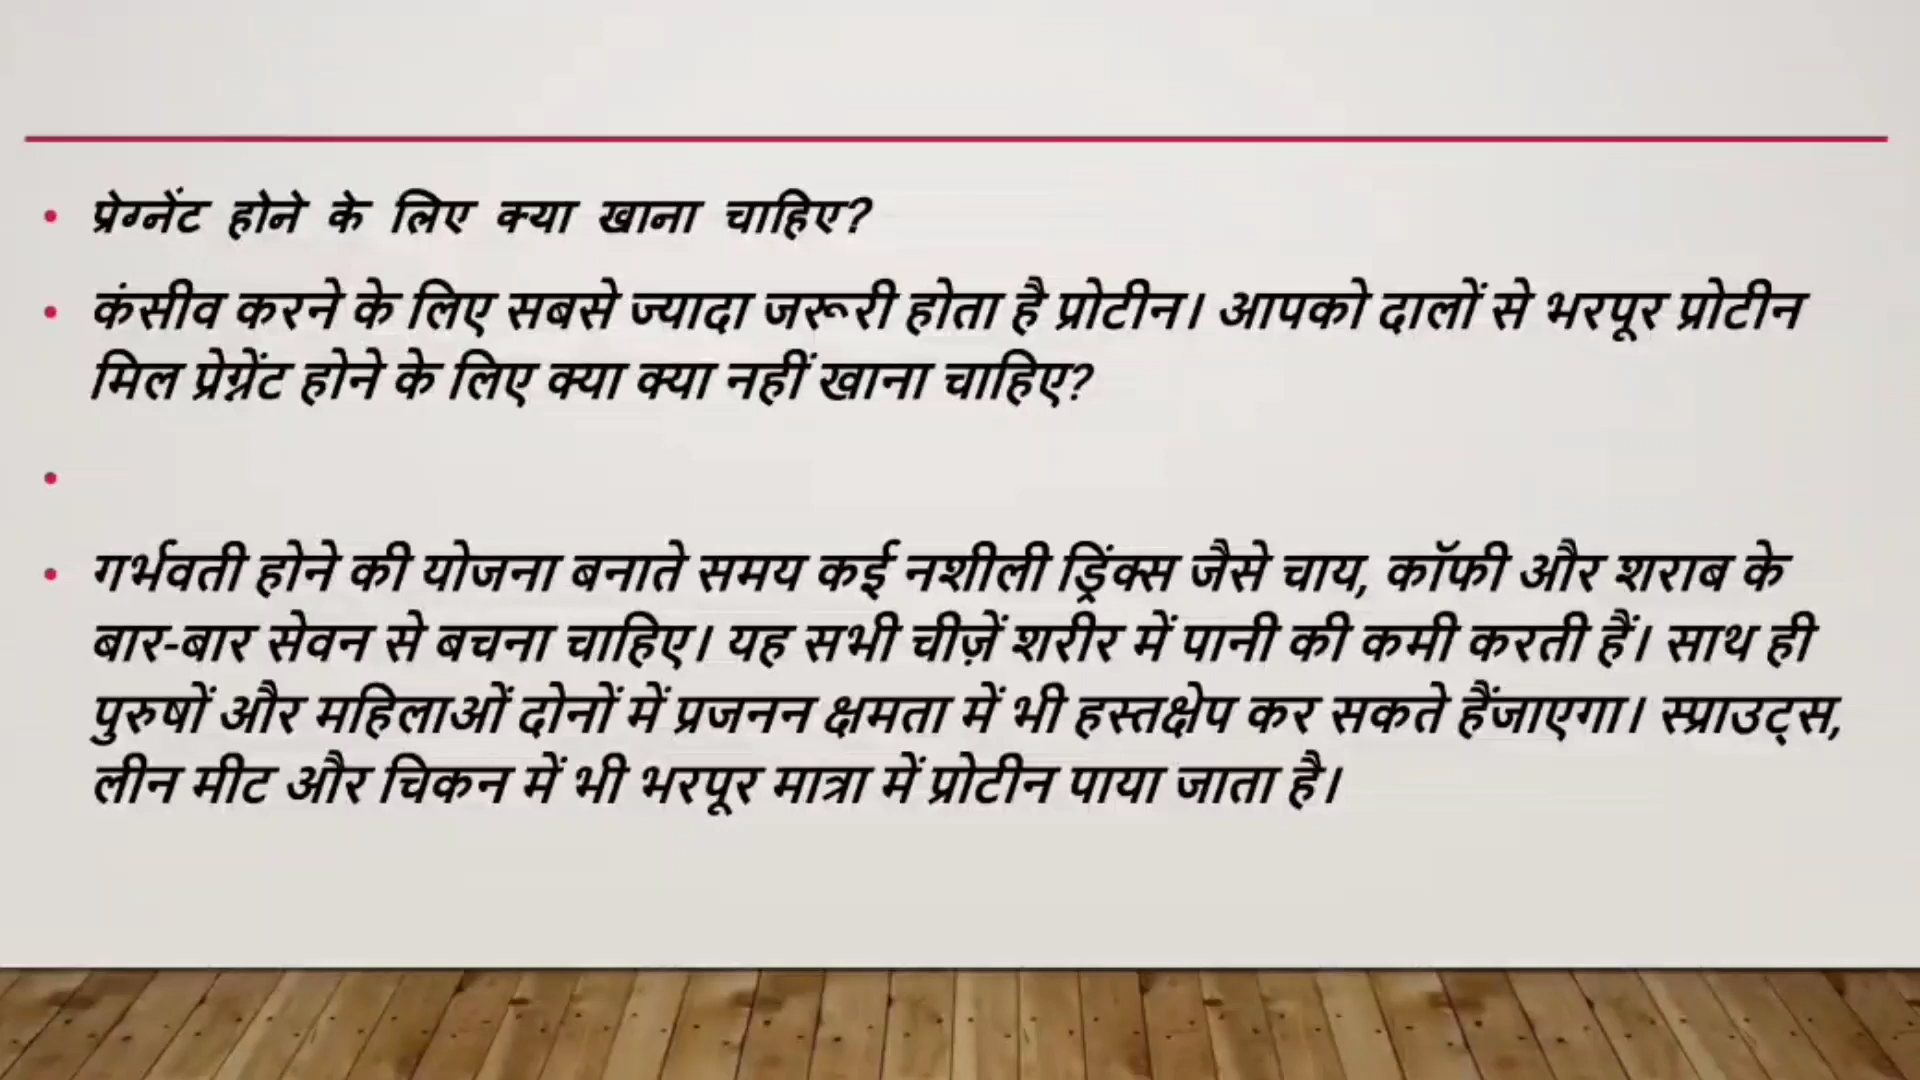 प्रेग्नेंट होने के लिए क्या खाना चाहिए?
कंसीव करने के लिए सबसे ज्यादा जरूरी होता है प्रोटीन। आपको दालों से भरपूर प्रोटीन
मिल प्रेग्नेंट होने के लिए क्या क्या नहीं खाना चाहिए?
गर्भवती होने की योजना बनाते समय कई नशीली ड्रिंक्स जैसे चाय, कॉफी और शराब के
बार-बार सेवन से बचना चाहिए। यह सभी चीज़ें शरीर में पानी की कमी करती हैं। साथ ही
पुरुषों और महिलाओं दोनों में प्रजनन क्षमता में भी हस्तक्षेप कर सकते हैंजाएगा। स्प्राउट्स,
लीन मीट और चिकन में भी भरपूर मात्रा में प्रोटीन पाया जाता है।